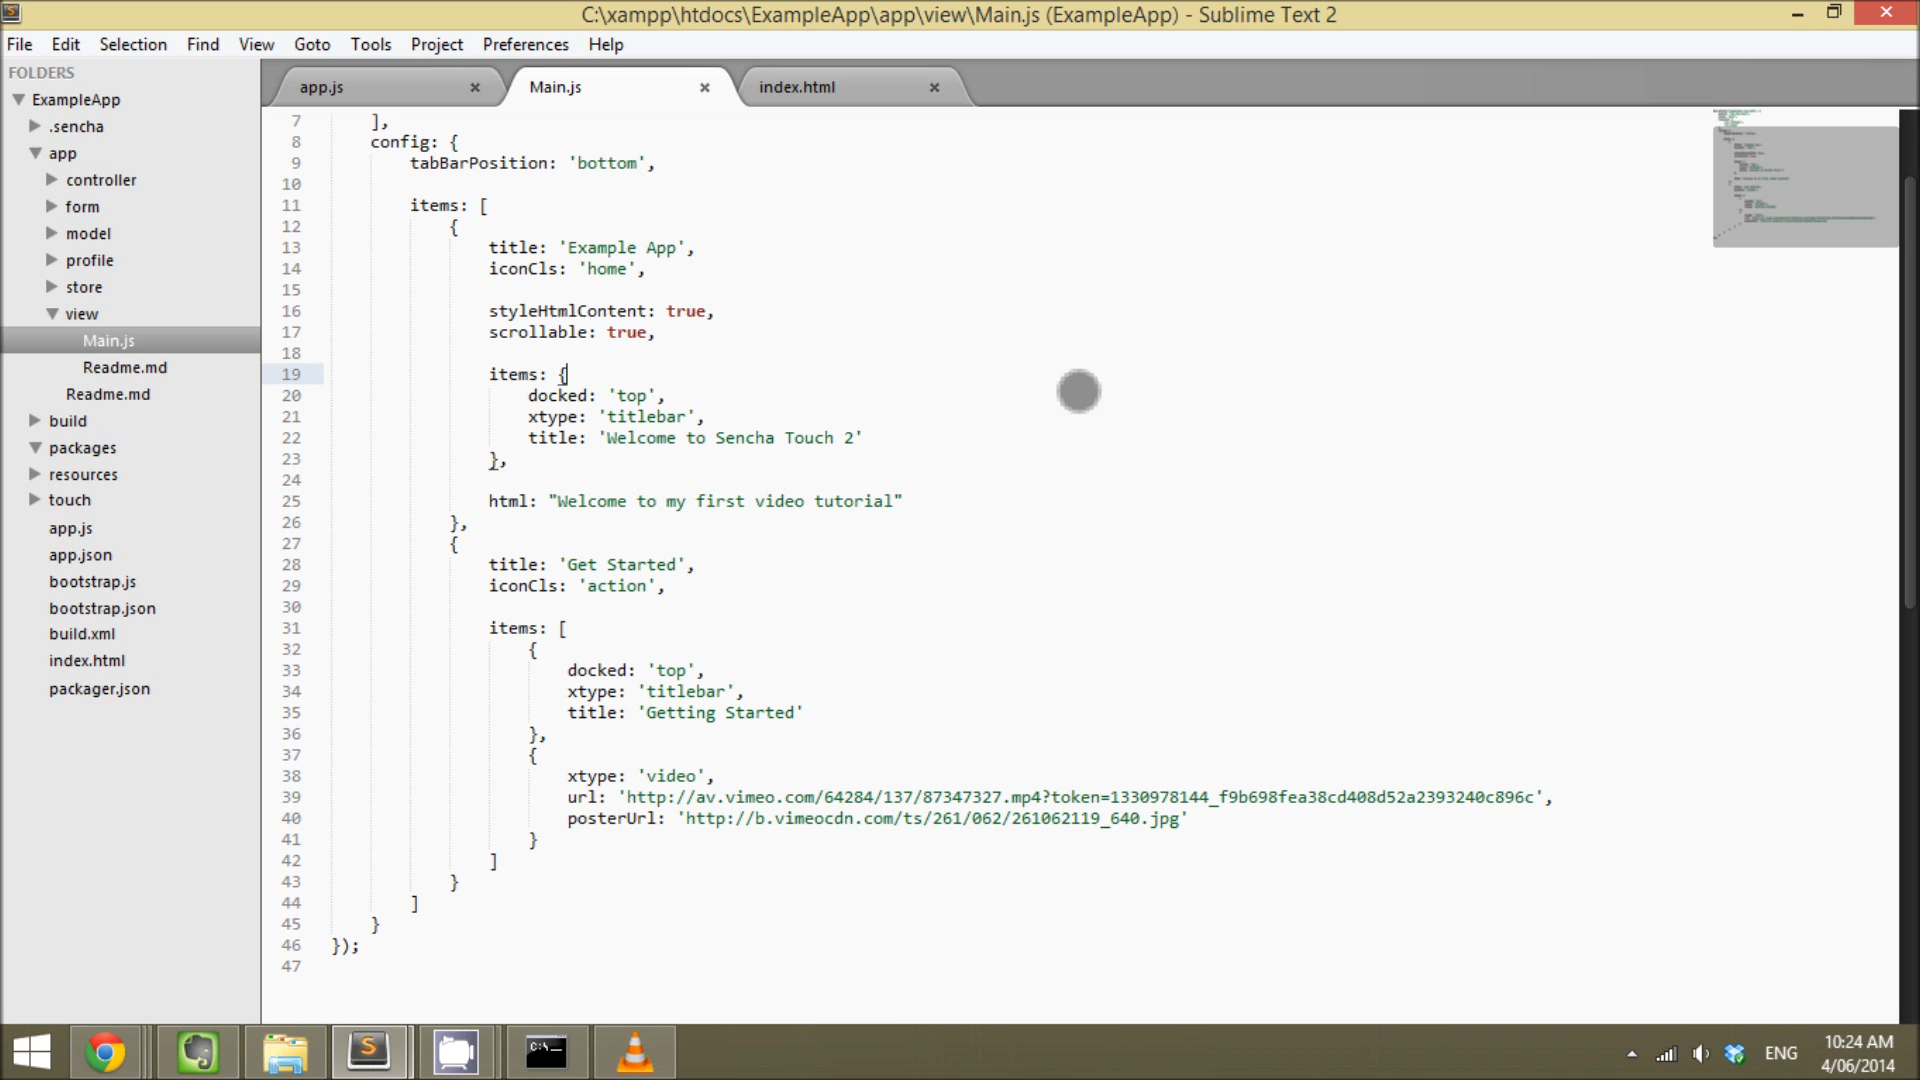 C:\xampp\htdocs\ExampleApp\app\view\Main.js (ExampleApp) - Sublime Text 2
File Edit Selection Find View Goto Tools Project Preferences Help
FOLDERS
ExampleApp
.sencha
app
controller
form
model
profile
store
view
Main.js
Readme.md
Readme.md
build
packages
resources
touch
app.js
app.json
bootstrap.js
bootstrap.json
build.xml
index.html
packager.json
app.js × Main.js × index.html ×
7 ],
8 config: {
9 tabBarPosition: 'bottom',
10
11 items: [
12 {
13 title: 'Example App',
14 iconCls: 'home',
15
16 styleHtmlContent: true,
17 scrollable: true,
18
19 items: {
20 docked: 'top',
21 xtype: 'titlebar',
22 title: 'Welcome to Sencha Touch 2'
23 },
24
25 html: "Welcome to my first video tutorial"
26 },
27 {
28 title: 'Get Started',
29 iconCls: 'action',
30
31 items: [
32 {
33 docked: 'top',
34 xtype: 'titlebar',
35 title: 'Getting Started'
36 },
37 {
38 xtype: 'video',
39 url: 'http://av.vimeo.com/64284/137/87347327.mp4?token=1330978144_f9b698fea38cd408d52a2393240c896c',
40 posterUrl: 'http://b.vimeocdn.com/ts/261/062/261062119_640.jpg'
41 }
42 ]
43 }
44 ]
45 }
46 });
47
C:\_
ENG
10:24 AM
4/06/2014